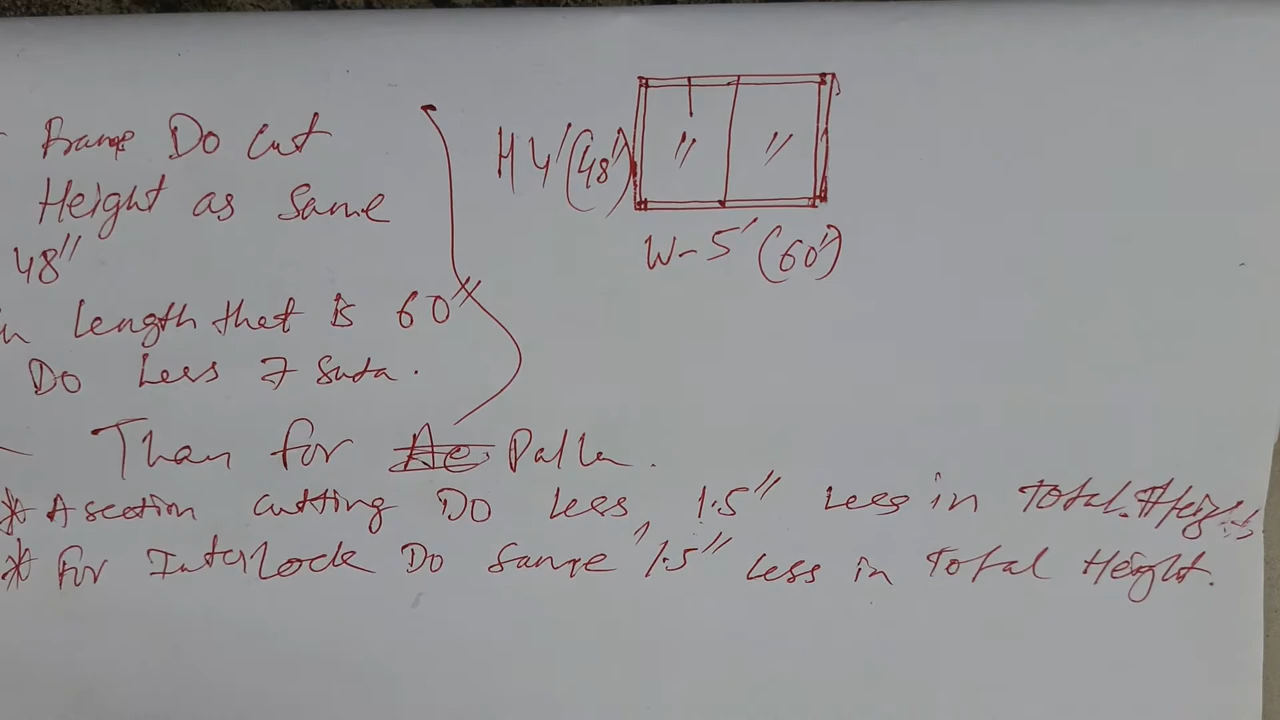 Frame Do Cut
Height as Same
48"
in length that is 60"
Do Less 7 Suta.
Than for Palla.
* A section cutting Do Less 1.5" Less in Total Height
* For Interlock Do Same 1.5" Less in Total Height.
H 4' (48")
W- 5' (60")